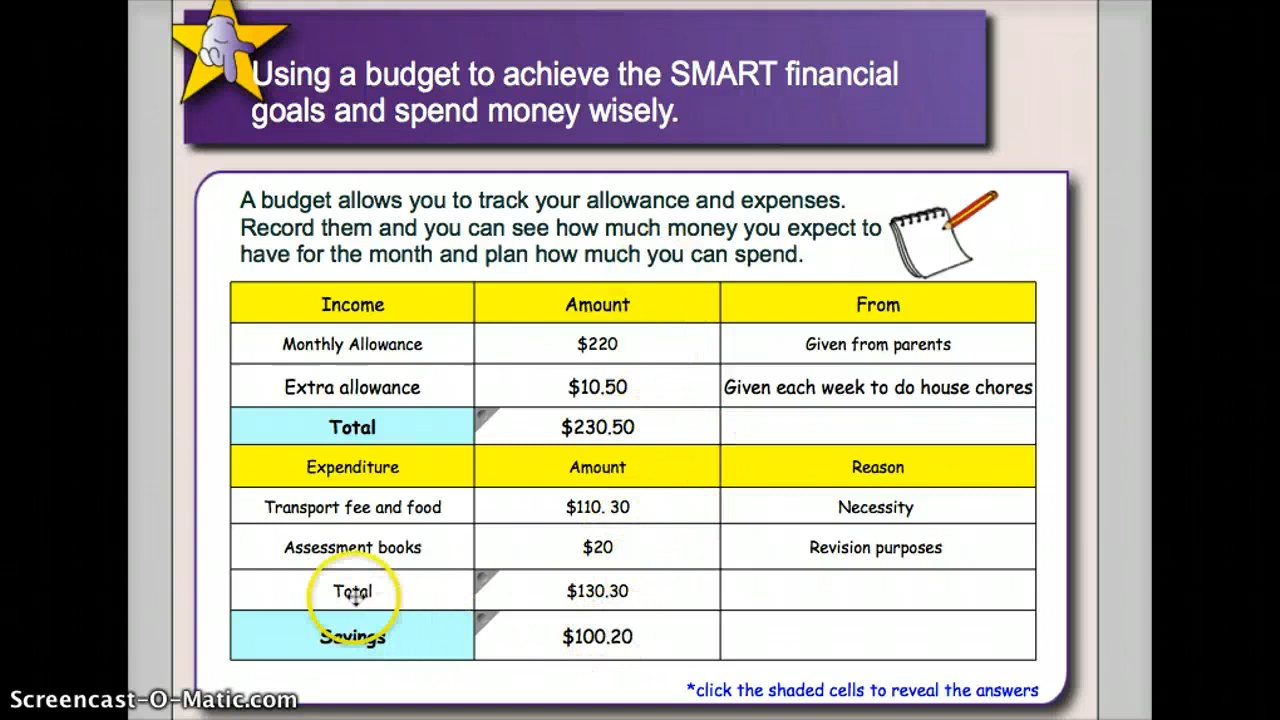 Using a budget to achieve the SMART financial
goals and spend money wisely.
A budget allows you to track your allowance and expenses.
Record them and you can see how much money you expect to
have for the month and plan how much you can spend.
Income Amount From
Monthly Allowance $220 Given from parents
Extra allowance $10.50 Given each week to do house chores
Total $230.50
Expenditure Amount Reason
Transport fee and food $110. 30 Necessity
Assessment books $20 Revision purposes
Total $130.30
Savings $100.20
*click the shaded cells to reveal the answers
Screencast-O-Matic.com